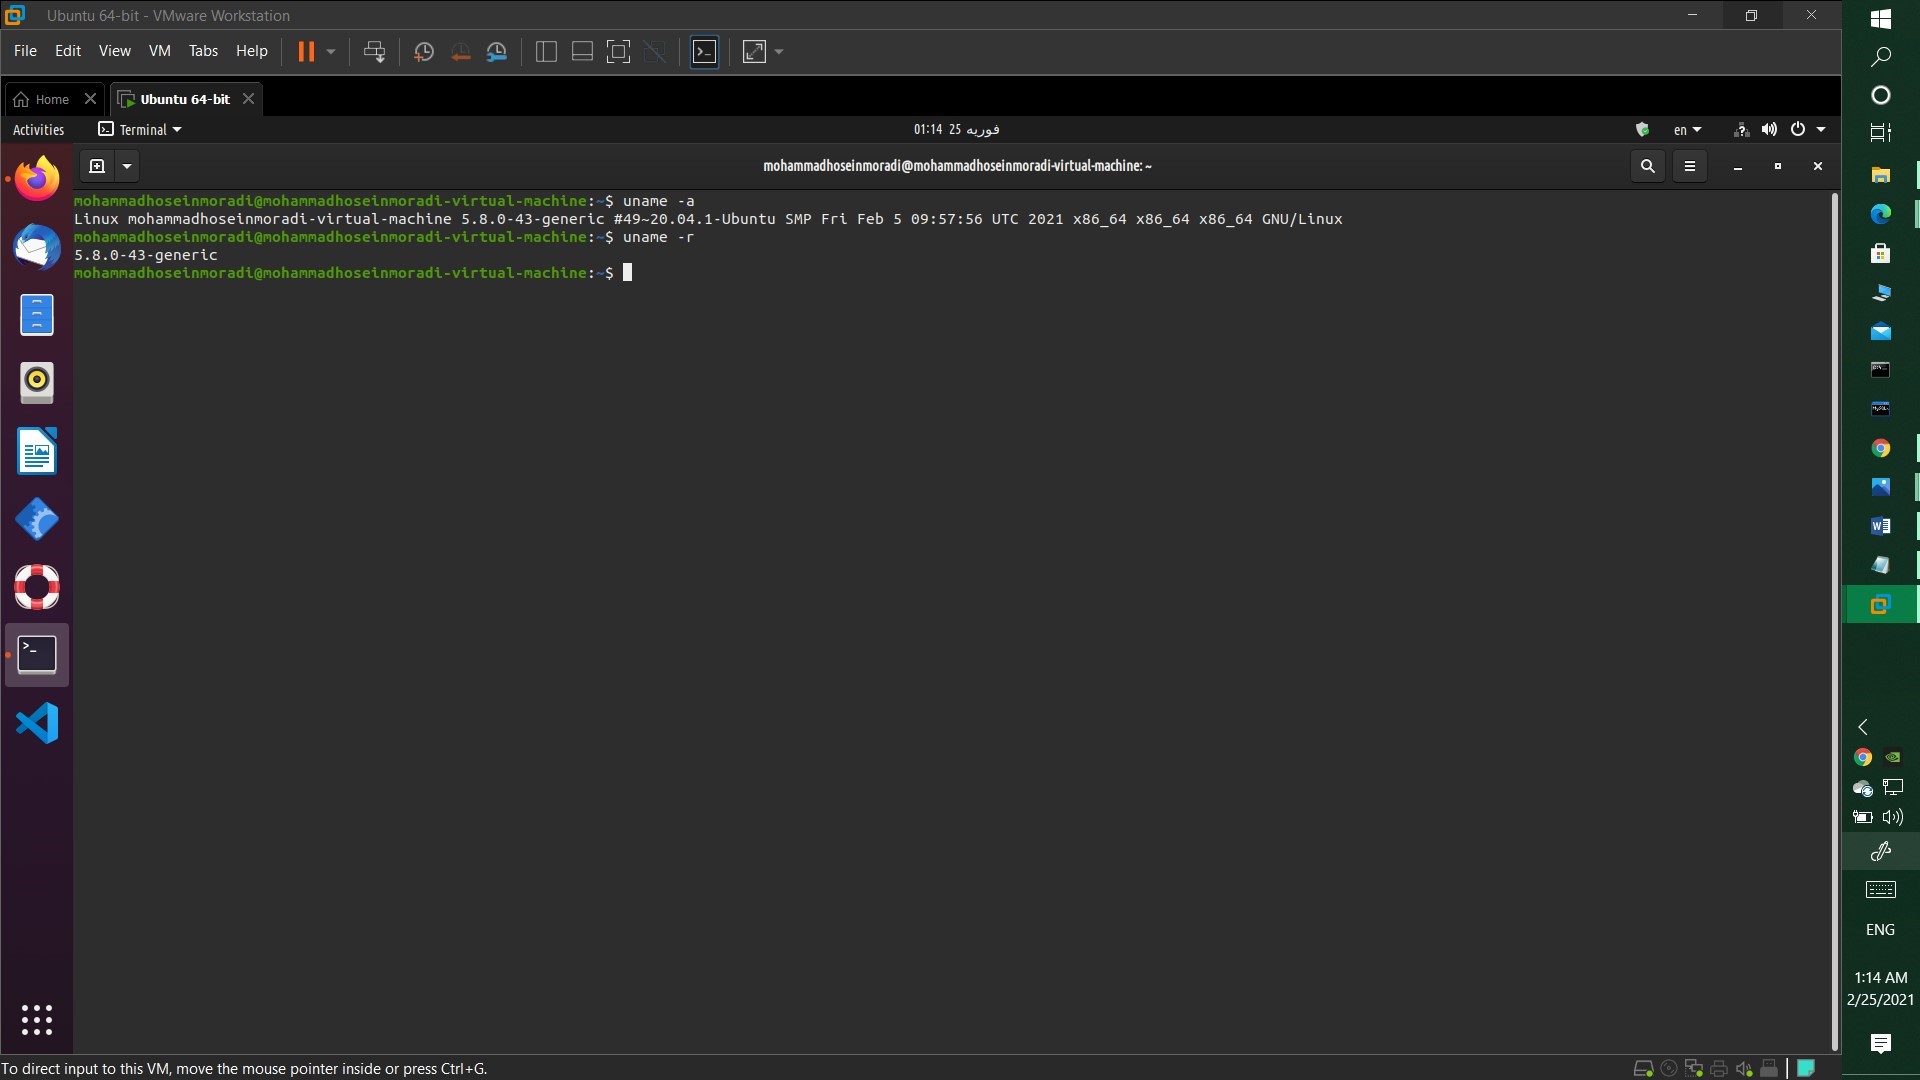 Ubuntu 64-bit - VMware Workstation
File Edit View VM Tabs Help
Home Ubuntu 64-bit
Activities Terminal 01:14 25 فوریه en
mohammadhoseinmoradi@mohammadhoseinmoradi-virtual-machine: ~
mohammadhoseinmoradi@mohammadhoseinmoradi-virtual-machine:~$ uname -a
Linux mohammadhoseinmoradi-virtual-machine 5.8.0-43-generic #49~20.04.1-Ubuntu SMP Fri Feb 5 09:57:56 UTC 2021 x86_64 x86_64 x86_64 GNU/Linux
mohammadhoseinmoradi@mohammadhoseinmoradi-virtual-machine:~$ uname -r
5.8.0-43-generic
mohammadhoseinmoradi@mohammadhoseinmoradi-virtual-machine:~$
ENG
1:14 AM
2/25/2021
To direct input to this VM, move the mouse pointer inside or press Ctrl+G.